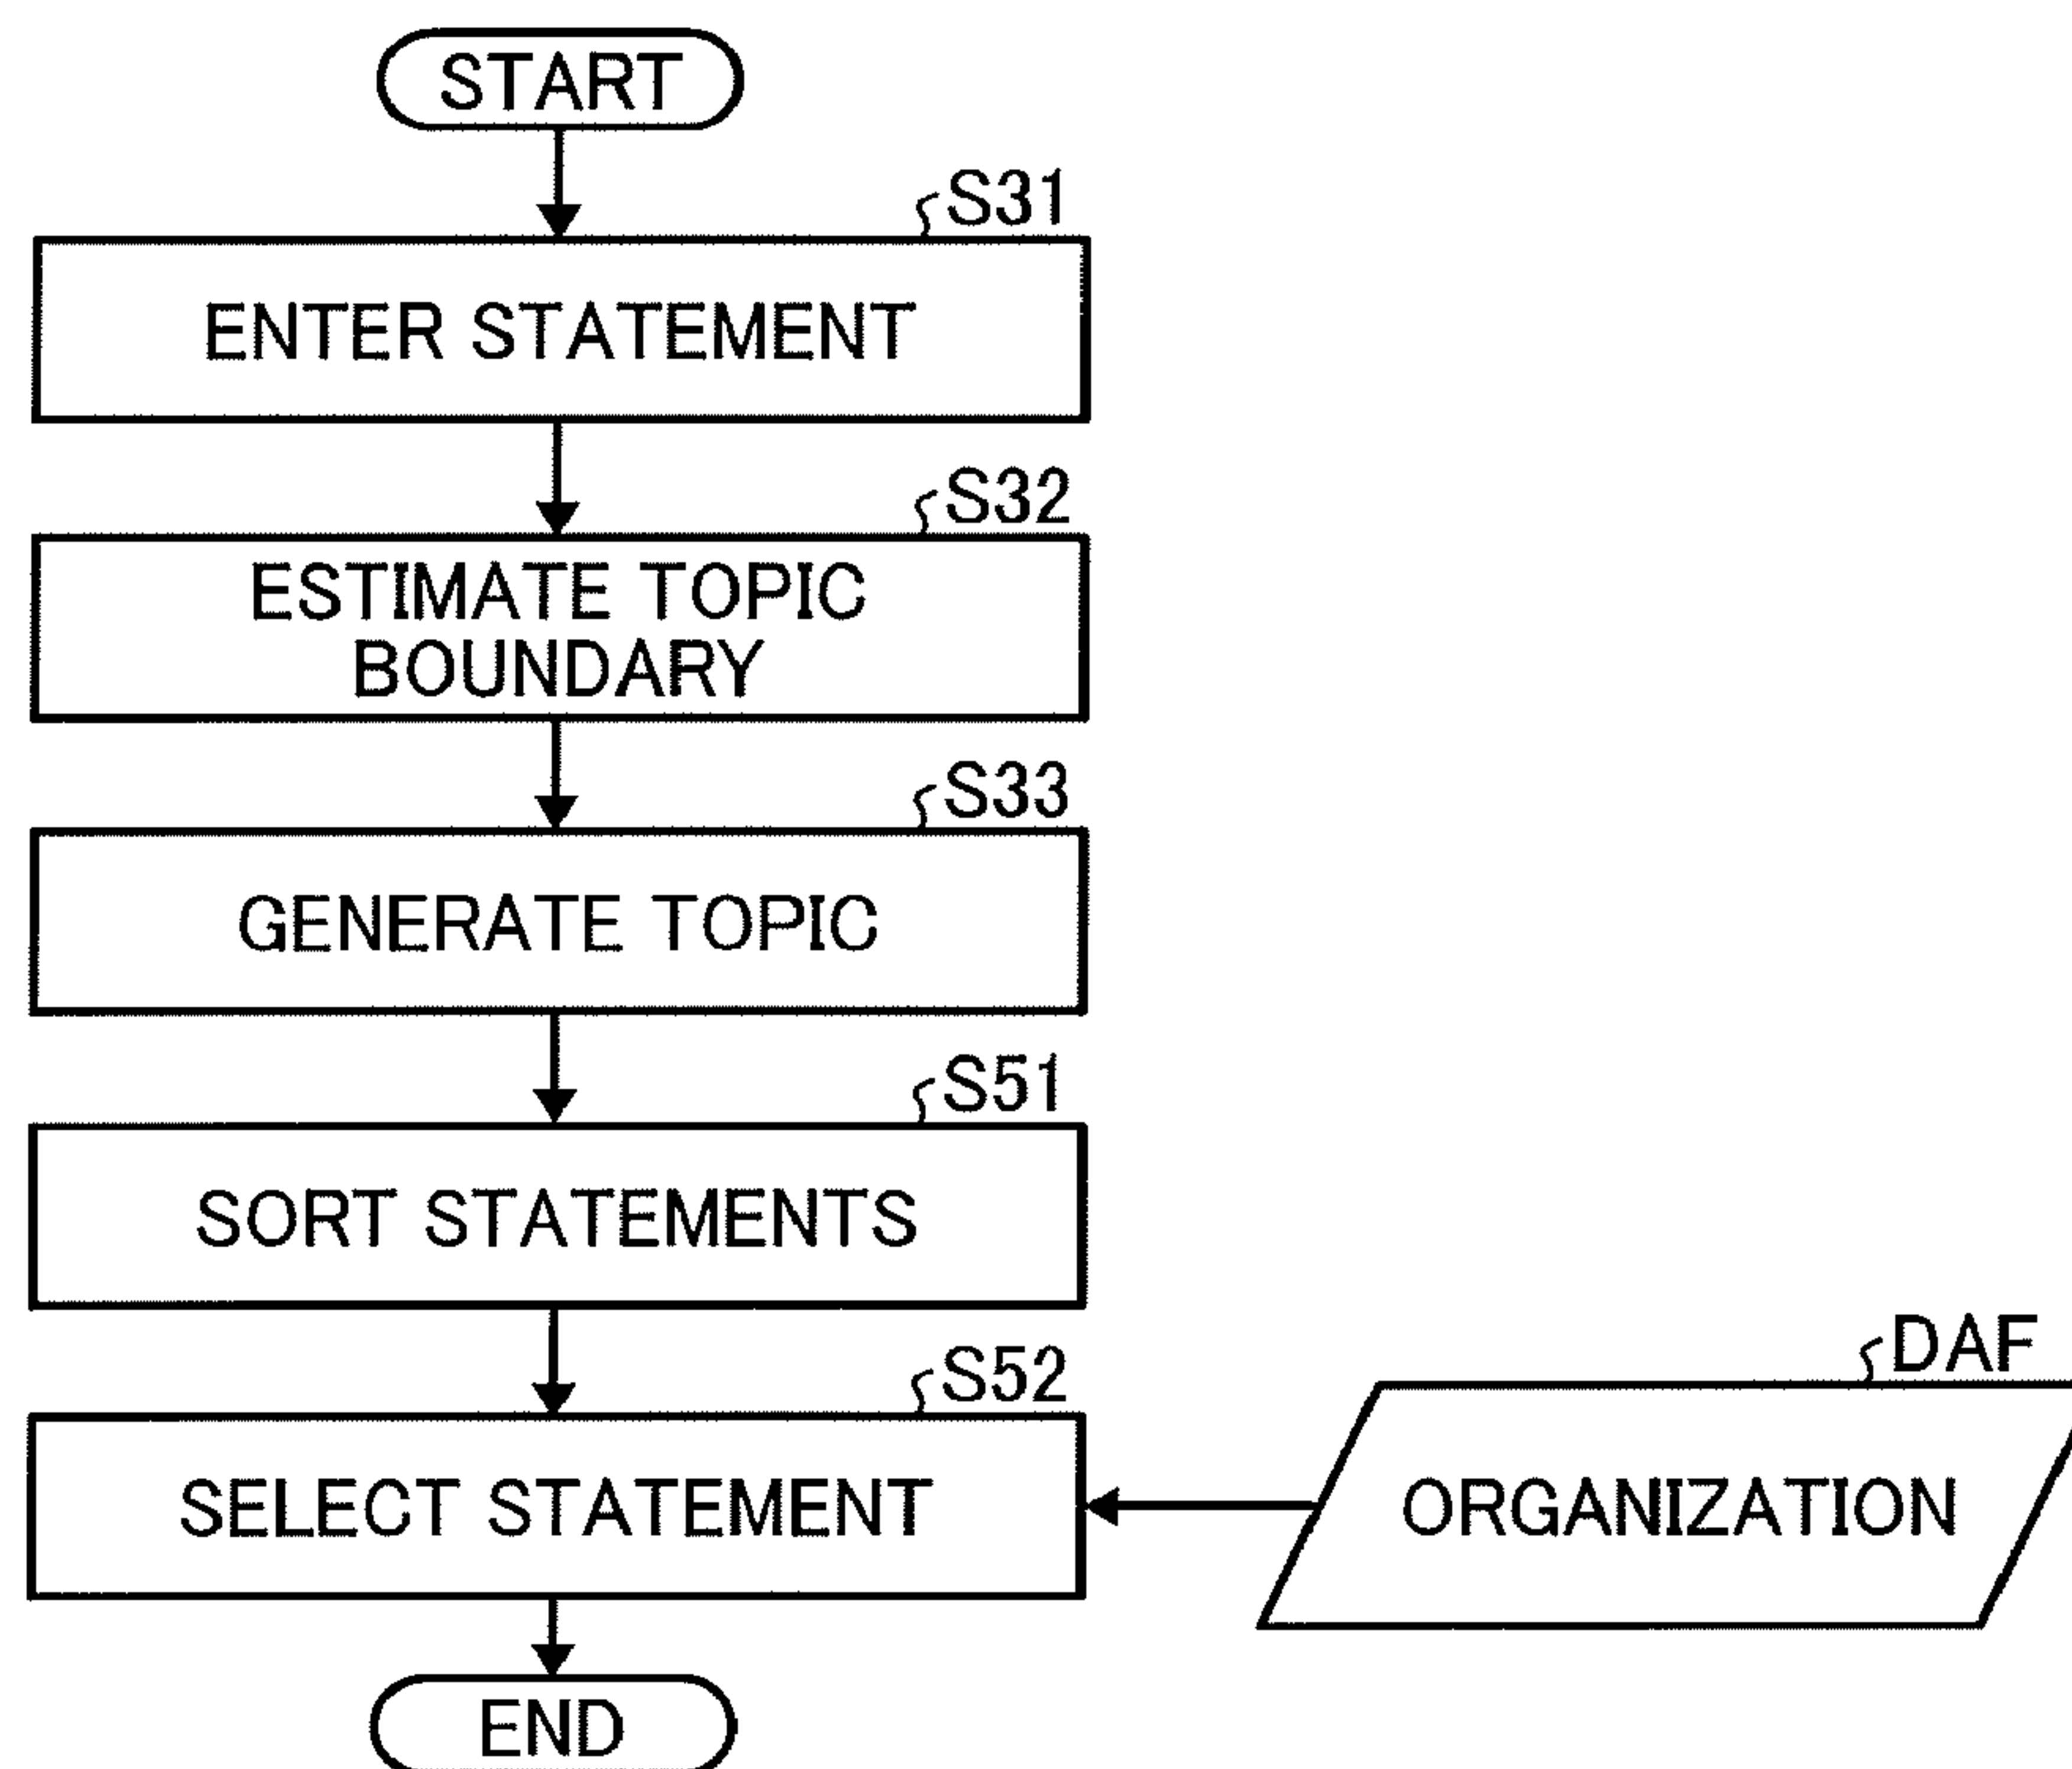 START
S31
ENTER STATEMENT
S32
ESTIMATE TOPIC
BOUNDARY
S33
GENERATE TOPIC
S51
SORT STATEMENTS
S52
SELECT STATEMENT
DAF
ORGANIZATION
END